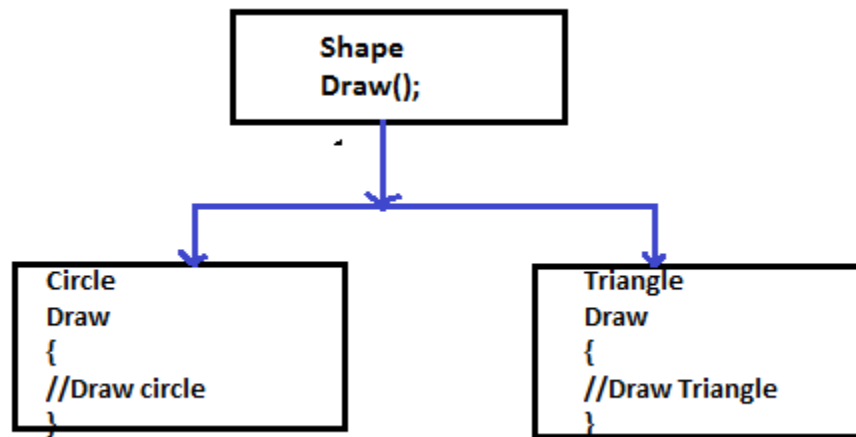 Shape
Draw();
Circle
Draw
{
//Draw circle
}
Triangle
Draw
{
//Draw Triangle
}